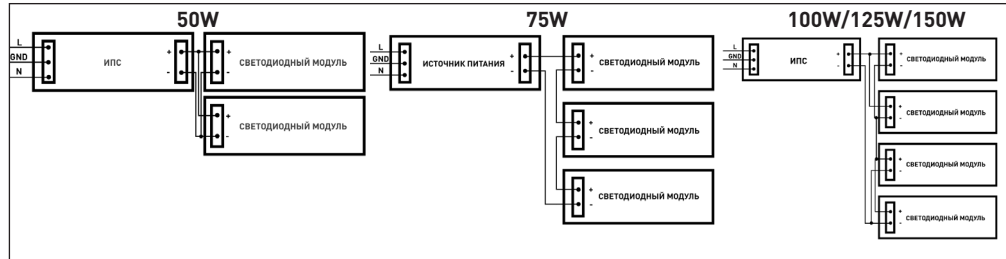 50W
L
GND
N
ИПС
+
-
СВЕТОДИОДНЫЙ МОДУЛЬ
+
-
СВЕТОДИОДНЫЙ МОДУЛЬ
75W
L
GND
N
ИСТОЧНИК ПИТАНИЯ
+
-
+
-
СВЕТОДИОДНЫЙ МОДУЛЬ
+
-
СВЕТОДИОДНЫЙ МОДУЛЬ
+
-
СВЕТОДИОДНЫЙ МОДУЛЬ
100W/125W/150W
L
GND
N
ИПС
+
-
+
-
СВЕТОДИОДНЫЙ МОДУЛЬ
+
-
СВЕТОДИОДНЫЙ МОДУЛЬ
+
-
СВЕТОДИОДНЫЙ МОДУЛЬ
+
-
СВЕТОДИОДНЫЙ МОДУЛЬ